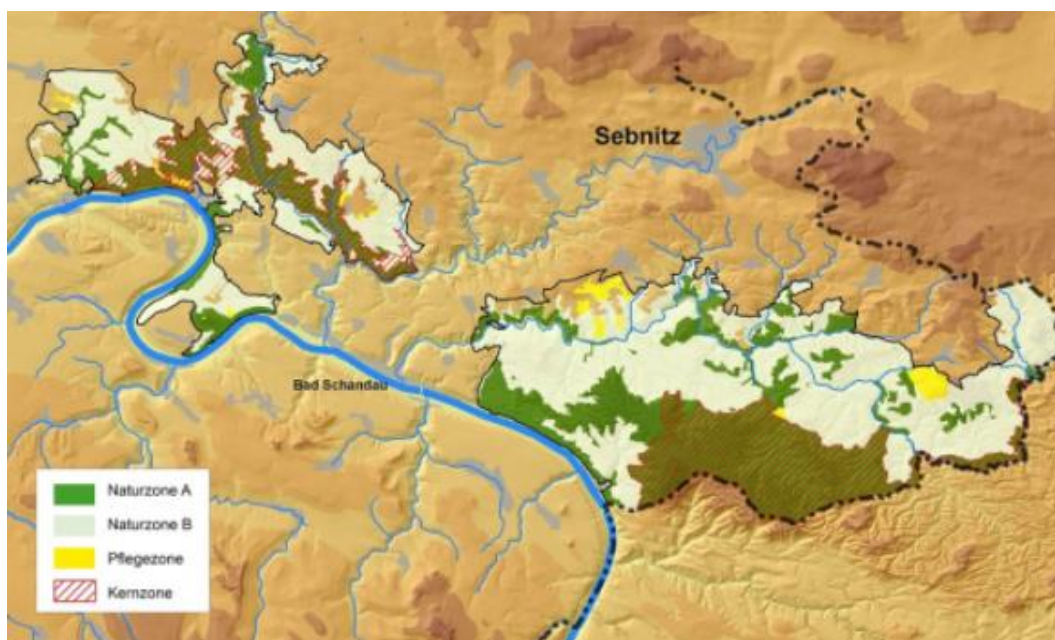 Sebnitz
Bad Schandau
Naturzone A
Naturzone B
Pflegezone
Kernzone